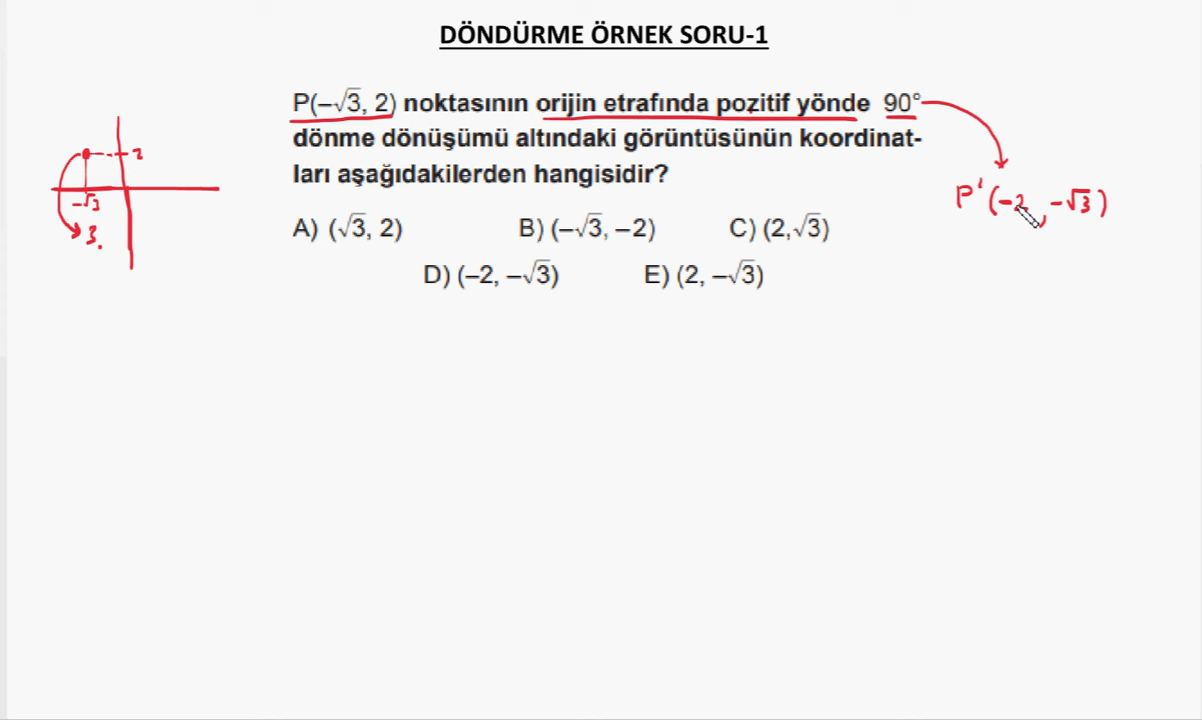 DÖNDÜRME ÖRNEK SORU-1
P(–√3, 2) noktasının orijin etrafında pozitif yönde 90°
dönme dönüşümü altındaki görüntüsünün koordinat-
ları aşağıdakilerden hangisidir?
A) (√3, 2) B) (–√3, –2) C) (2,√3)
D) (–2, –√3) E) (2, –√3)
2
-√3
3.
P'(-2, -√3)